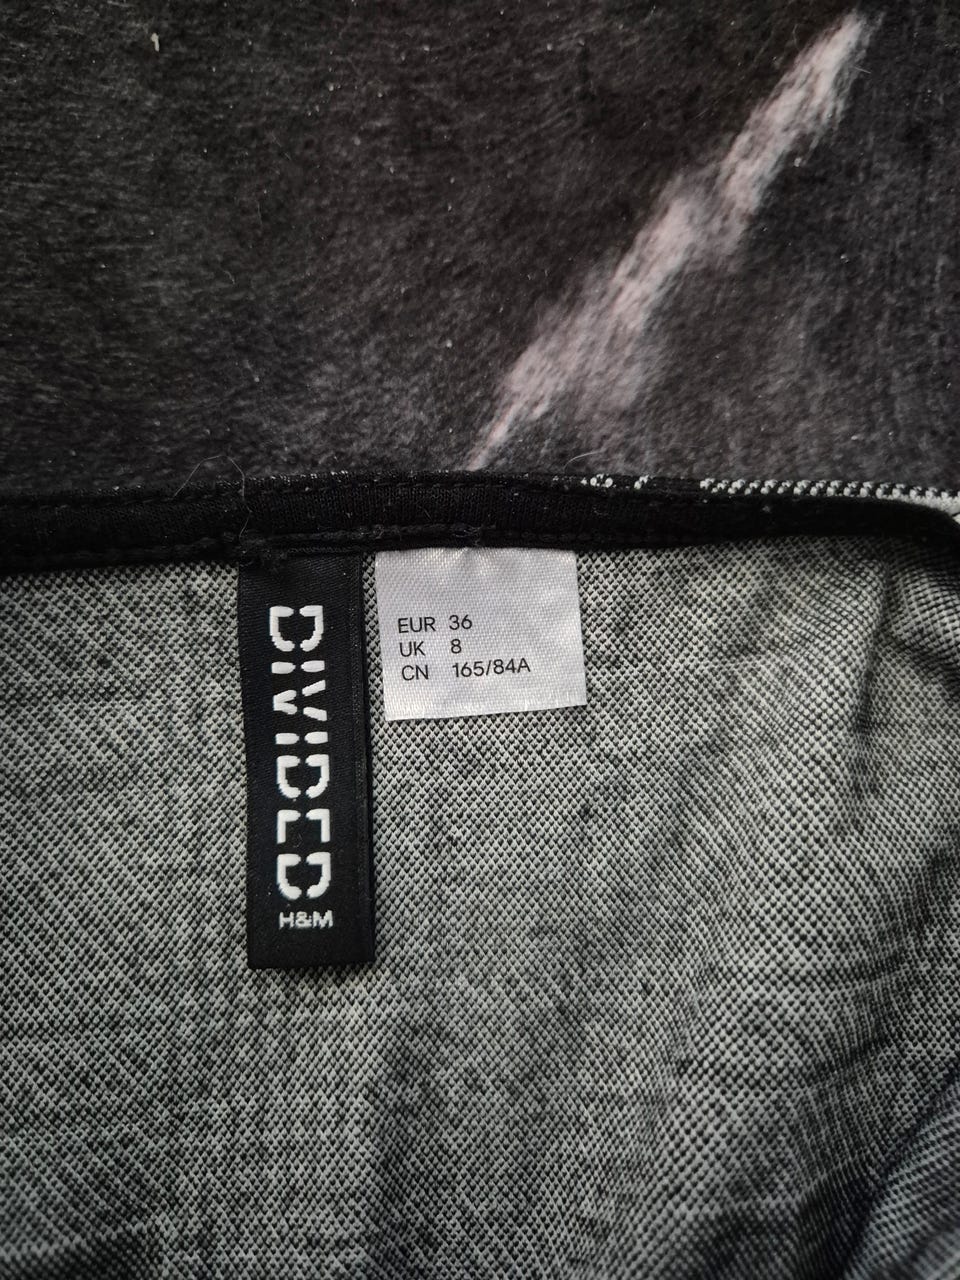 DIVIDED
H&M
EUR 36
UK 8
CN 165/84A